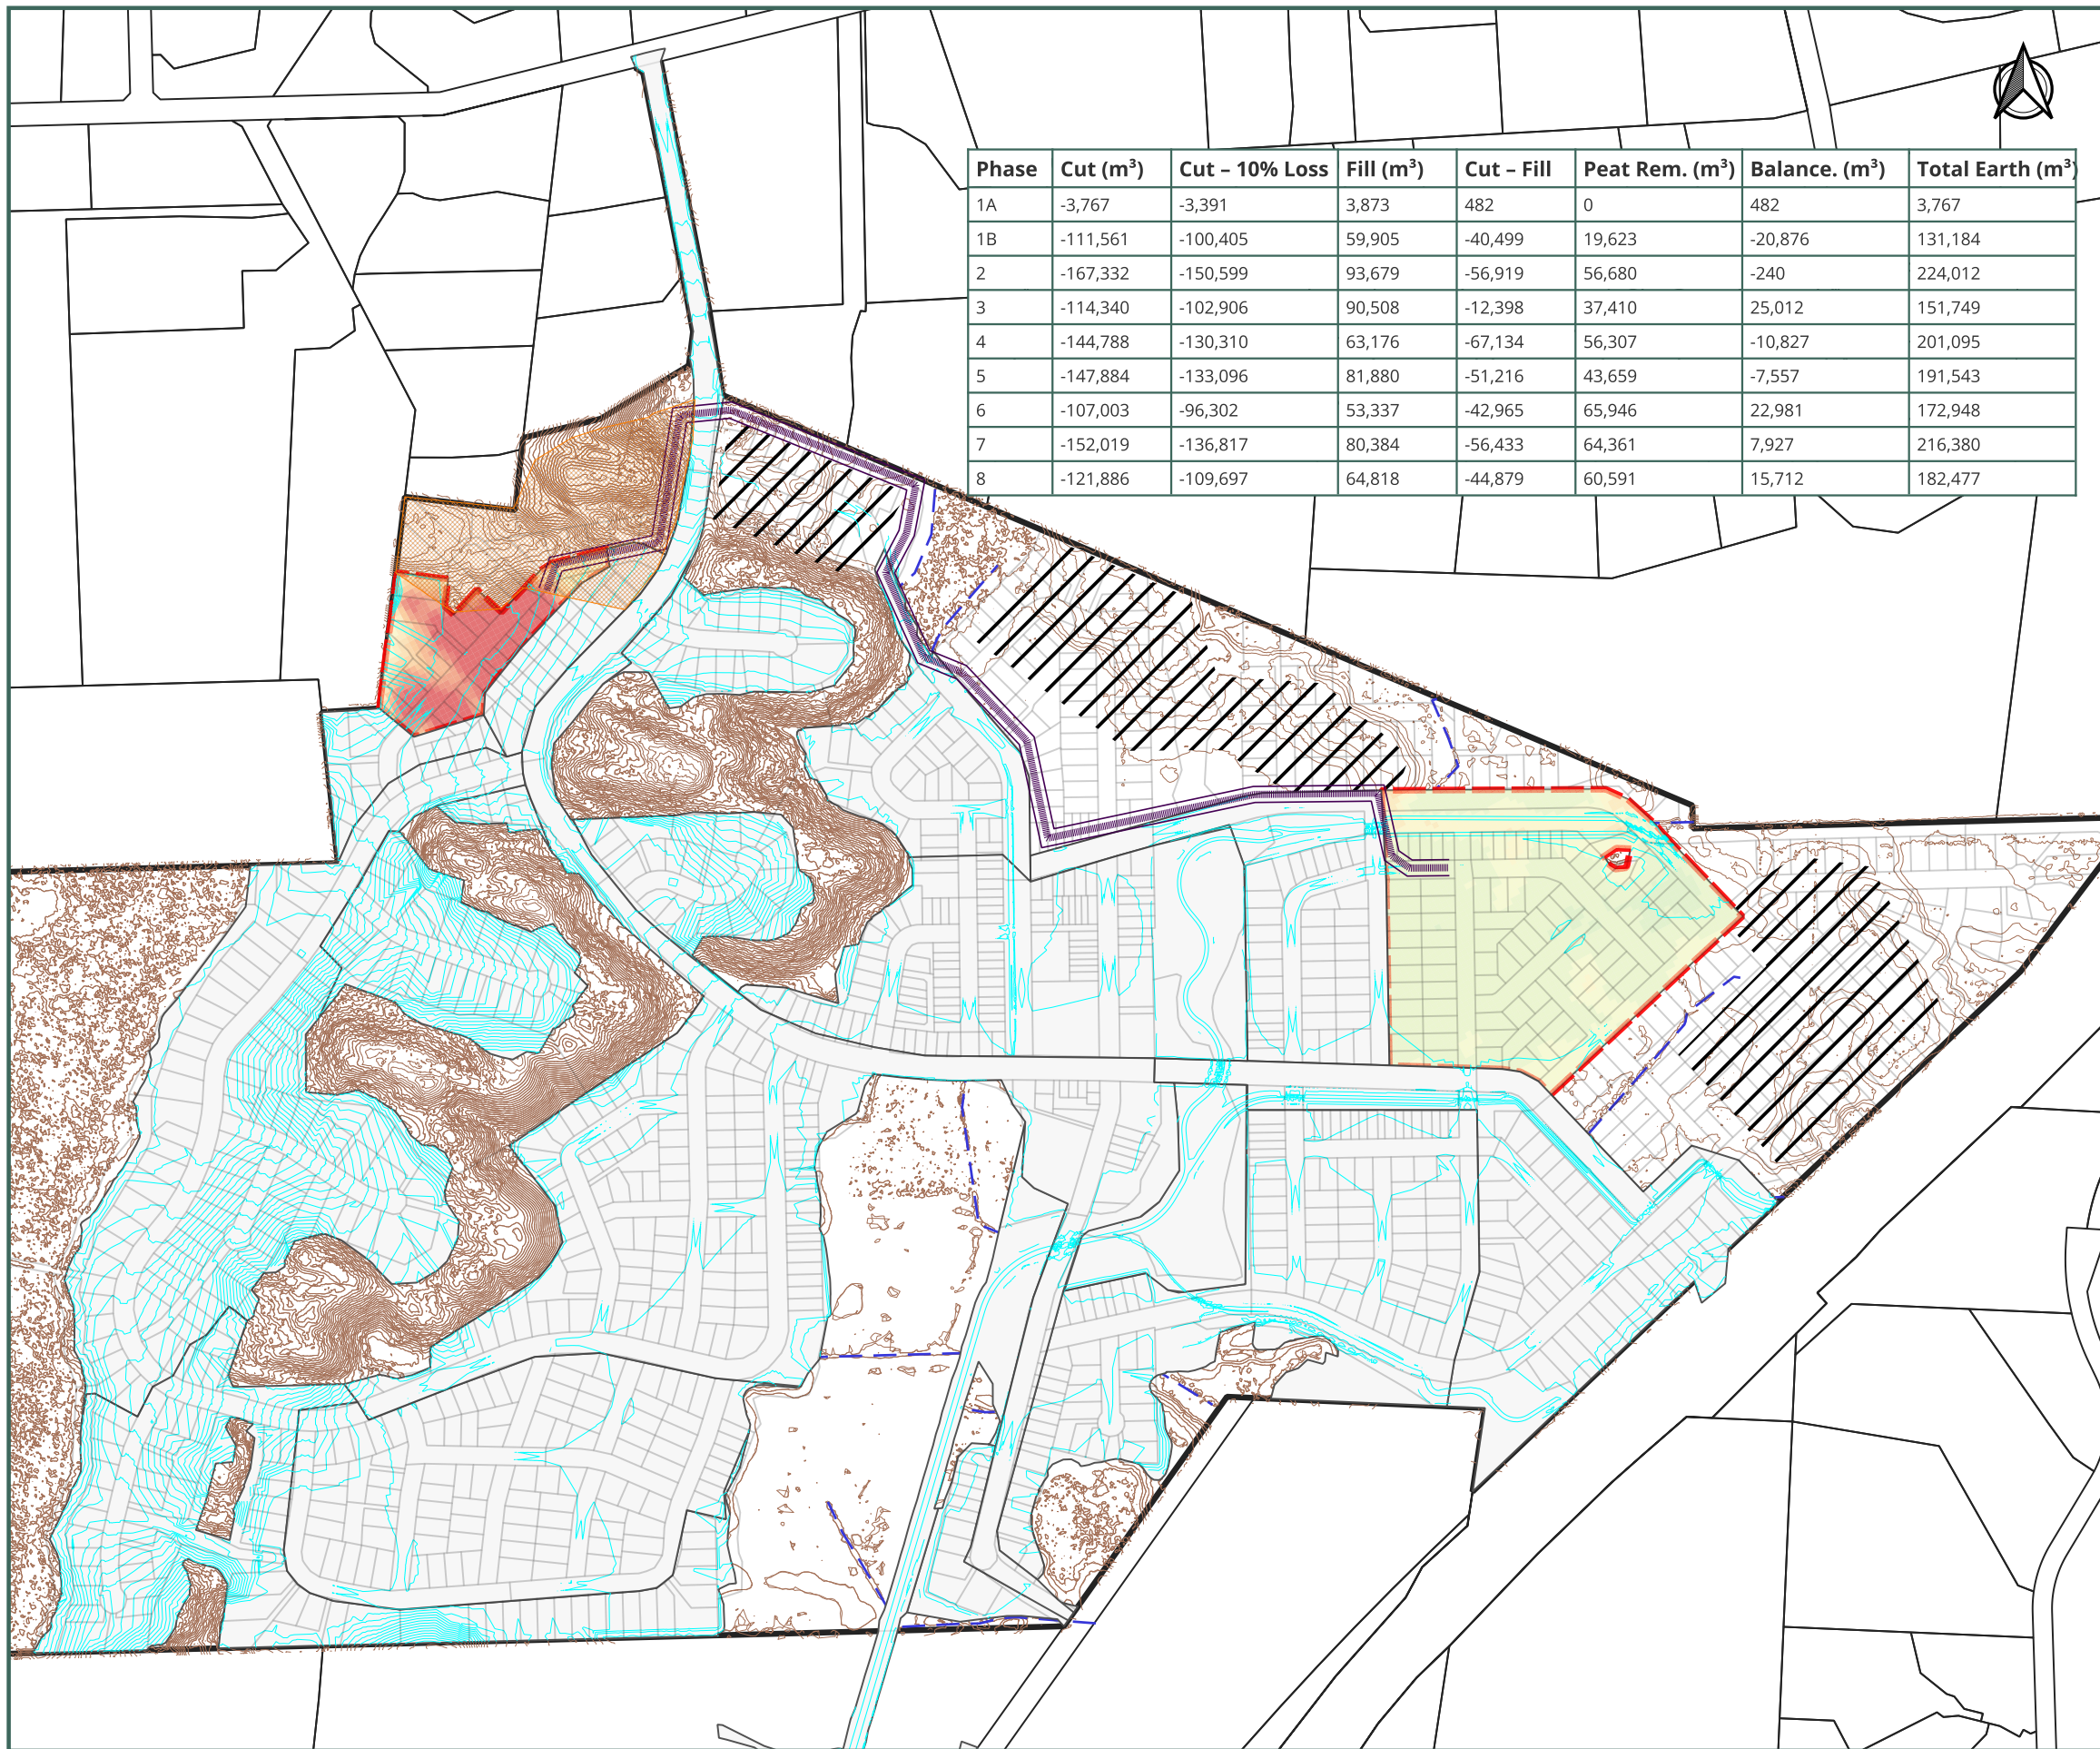 Phase Cut (m³) Cut – 10% Loss Fill (m³) Cut – Fill Peat Rem. (m³) Balance. (m³) Total Earth (m³)
1A -3,767 -3,391 3,873 482 0 482 3,767
1B -111,561 -100,405 59,905 -40,499 19,623 -20,876 131,184
2 -167,332 -150,599 93,679 -56,919 56,680 -240 224,012
3 -114,340 -102,906 90,508 -12,398 37,410 25,012 151,749
4 -144,788 -130,310 63,176 -67,134 56,307 -10,827 201,095
5 -147,884 -133,096 81,880 -51,216 43,659 -7,557 191,543
6 -107,003 -96,302 53,337 -42,965 65,946 22,981 172,948
7 -152,019 -136,817 80,384 -56,433 64,361 7,927 216,380
8 -121,886 -109,697 64,818 -44,879 60,591 15,712 182,477